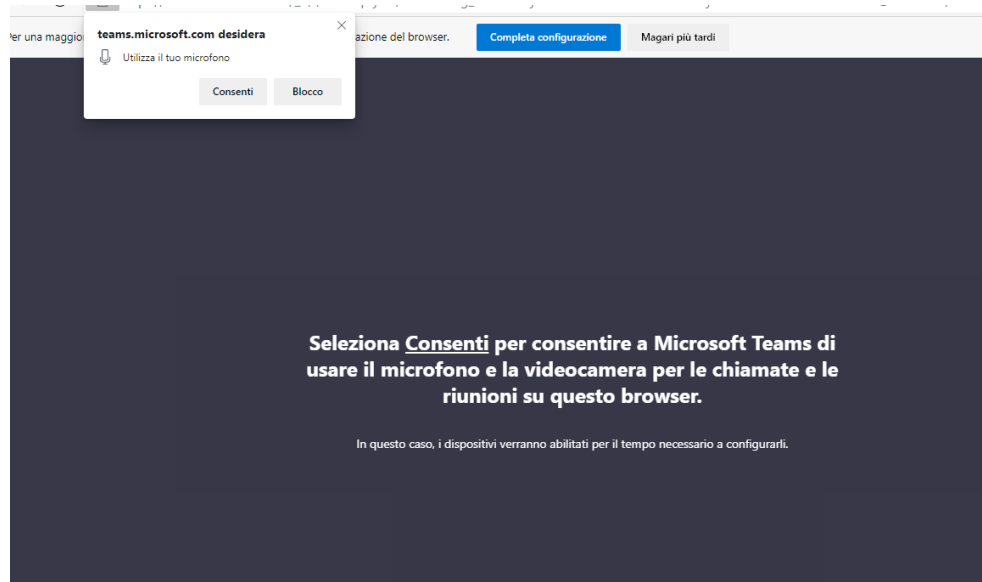 Per una maggio
azione del browser.
Completa configurazione
Magari più tardi
teams.microsoft.com desidera
Utilizza il tuo microfono
Consenti
Blocco
Seleziona Consenti per consentire a Microsoft Teams di
usare il microfono e la videocamera per le chiamate e le
riunioni su questo browser.
In questo caso, i dispositivi verranno abilitati per il tempo necessario a configurarli.